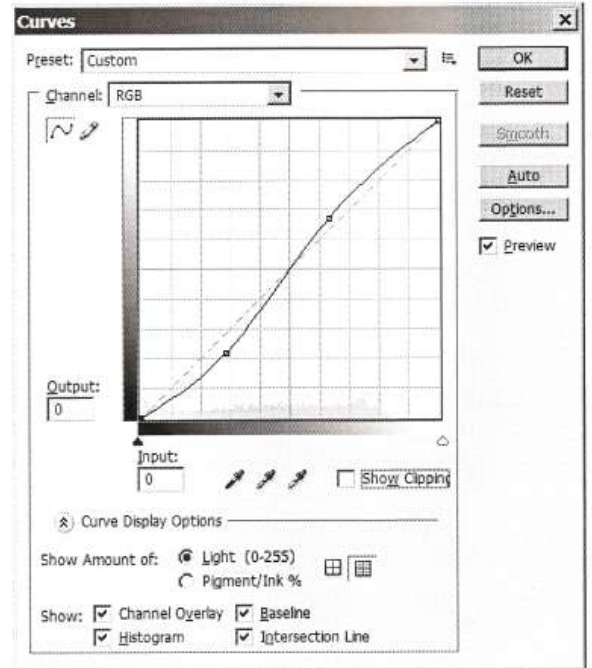 Curves
Preset: Custom
OK
Channel: RGB
Reset
Smooth
Auto
Options...
Preview
Output:
0
Input:
0
Show Clipping
Curve Display Options
Show Amount of: Light (0-255)
Pigment/Ink %
Show: Channel Overlay Baseline
Histogram Intersection Line